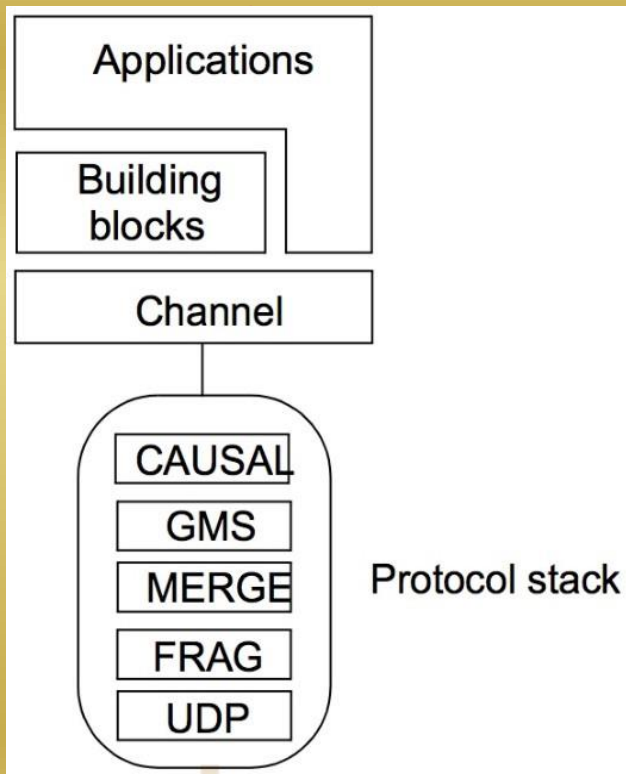 Applications
Building
blocks
Channel
CAUSAL
GMS
MERGE
Protocol stack
FRAG
UDP